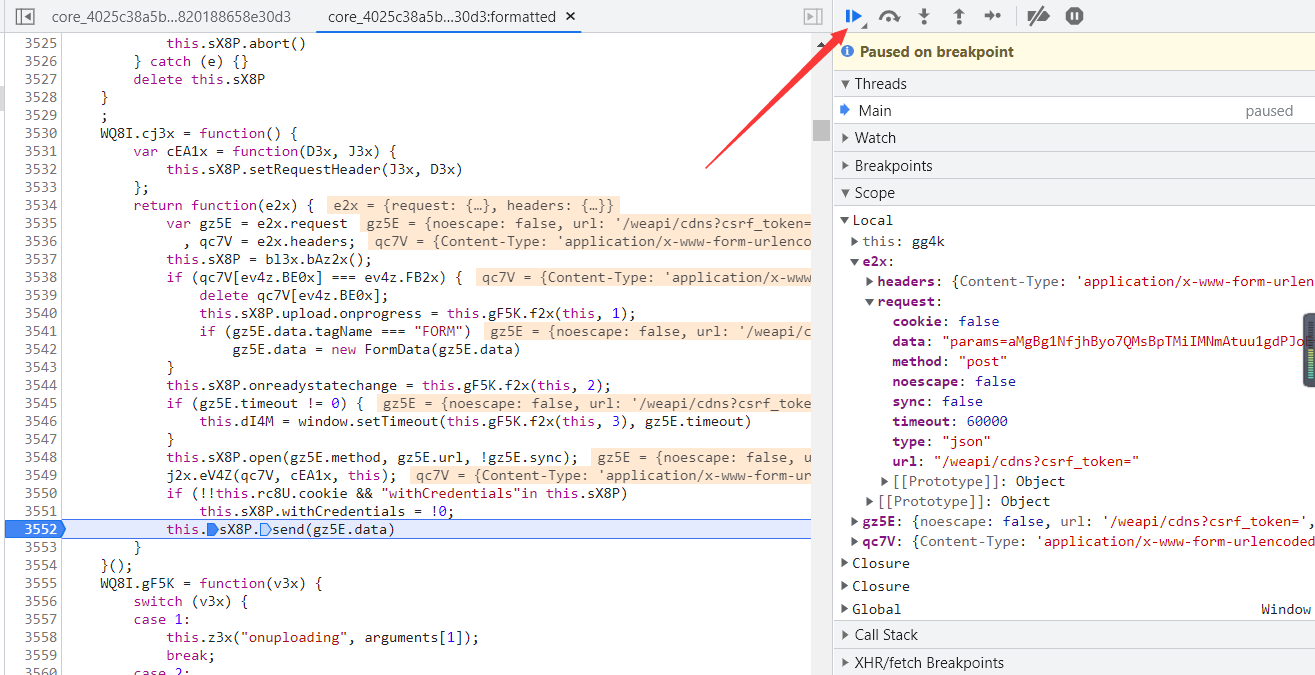 core_4025c38a5b...820188658e30d3
core_4025c38a5b...30d3:formatted ×
3525 this.sX8P.abort()
3526 } catch (e) {}
3527 delete this.sX8P
3528 }
3529 ;
3530 WQ8I.cj3x = function() {
3531 var cEA1x = function(D3x, J3x) {
3532 this.sX8P.setRequestHeader(J3x, D3x)
3533 };
3534 return function(e2x) { e2x = {request: {…}, headers: {…}}
3535 var gz5E = e2x.request gz5E = {noescape: false, url: '/weapi/cdns?csrf_token=
3536 , qc7V = e2x.headers; qc7V = {Content-Type: 'application/x-www-form-urlenco
3537 this.sX8P = bl3x.bAz2x();
3538 if (qc7V[ev4z.BE0x] === ev4z.FB2x) { qc7V = {Content-Type: 'application/x-www
3539 delete qc7V[ev4z.BE0x];
3540 this.sX8P.upload.onprogress = this.gF5K.f2x(this, 1);
3541 if (gz5E.data.tagName === "FORM") gz5E = {noescape: false, url: '/weapi/c
3542 gz5E.data = new FormData(gz5E.data)
3543 }
3544 this.sX8P.onreadystatechange = this.gF5K.f2x(this, 2);
3545 if (gz5E.timeout != 0) { gz5E = {noescape: false, url: '/weapi/cdns?csrf_toke
3546 this.dI4M = window.setTimeout(this.gF5K.f2x(this, 3), gz5E.timeout)
3547 }
3548 this.sX8P.open(gz5E.method, gz5E.url, !gz5E.sync); gz5E = {noescape: false, u
3549 j2x.eV4Z(qc7V, cEA1x, this); qc7V = {Content-Type: 'application/x-www-form-ur
3550 if (!!this.rc8U.cookie && "withCredentials"in this.sX8P)
3551 this.sX8P.withCredentials = !0;
3552 this.sX8P.send(gz5E.data)
3553 }
3554 }();
3555 WQ8I.gF5K = function(v3x) {
3556 switch (v3x) {
3557 case 1:
3558 this.z3x("onuploading", arguments[1]);
3559 break;
3560 case 2:
Paused on breakpoint
Threads
Main paused
Watch
Breakpoints
Scope
Local
this: gg4k
e2x:
headers: {Content-Type: 'application/x-www-form-urlen
request:
cookie: false
data: "params=aMgBg1NfjhByo7QMsBpTMiIMNmAtuu1gdPJo
method: "post"
noescape: false
sync: false
timeout: 60000
type: "json"
url: "/weapi/cdns?csrf_token="
[[Prototype]]: Object
[[Prototype]]: Object
gz5E: {noescape: false, url: '/weapi/cdns?csrf_token=',
qc7V: {Content-Type: 'application/x-www-form-urlencoded
Closure
Closure
Global Window
Call Stack
XHR/fetch Breakpoints